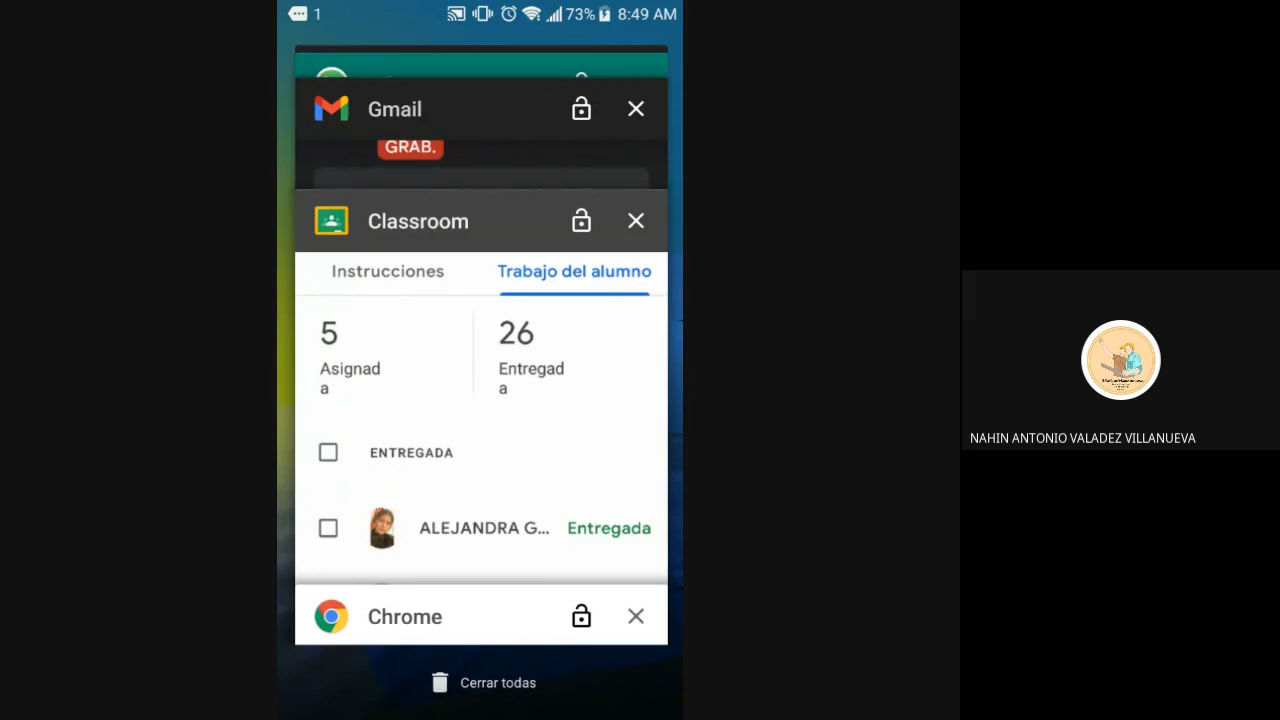 1
73% 8:49 AM
Gmail
GRAB.
Classroom
Instrucciones
Trabajo del alumno
5
26
Asignad
a
Entregad
a
ENTREGADA
ALEJANDRA G...
Entregada
Chrome
Cerrar todas
NAHIN ANTONIO VALADEZ VILLANUEVA